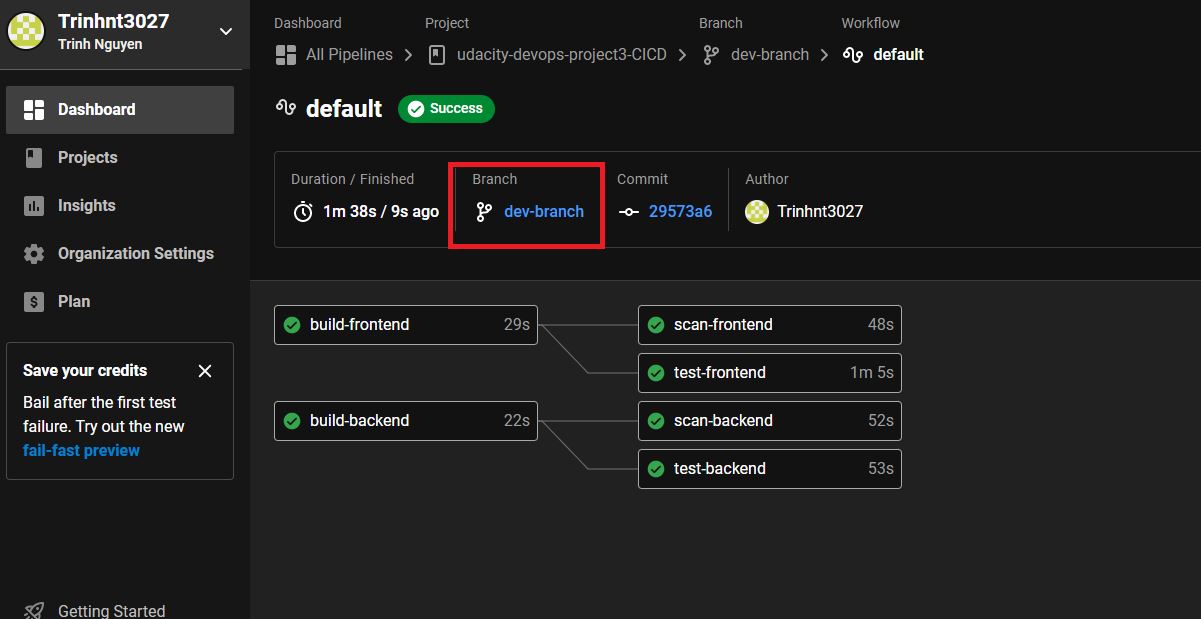 Trinhnt3027
Trinh Nguyen
Dashboard
Projects
Insights
Organization Settings
$ Plan
Save your credits
Bail after the first test
failure. Try out the new
fail-fast preview
Getting Started
Dashboard Project Branch Workflow
All Pipelines udacity-devops-project3-CICD dev-branch default
default Success
Duration / Finished Branch Commit Author
1m 38s / 9s ago dev-branch 29573a6 Trinhnt3027
build-frontend 29s scan-frontend 48s
test-frontend 1m 5s
build-backend 22s scan-backend 52s
test-backend 53s